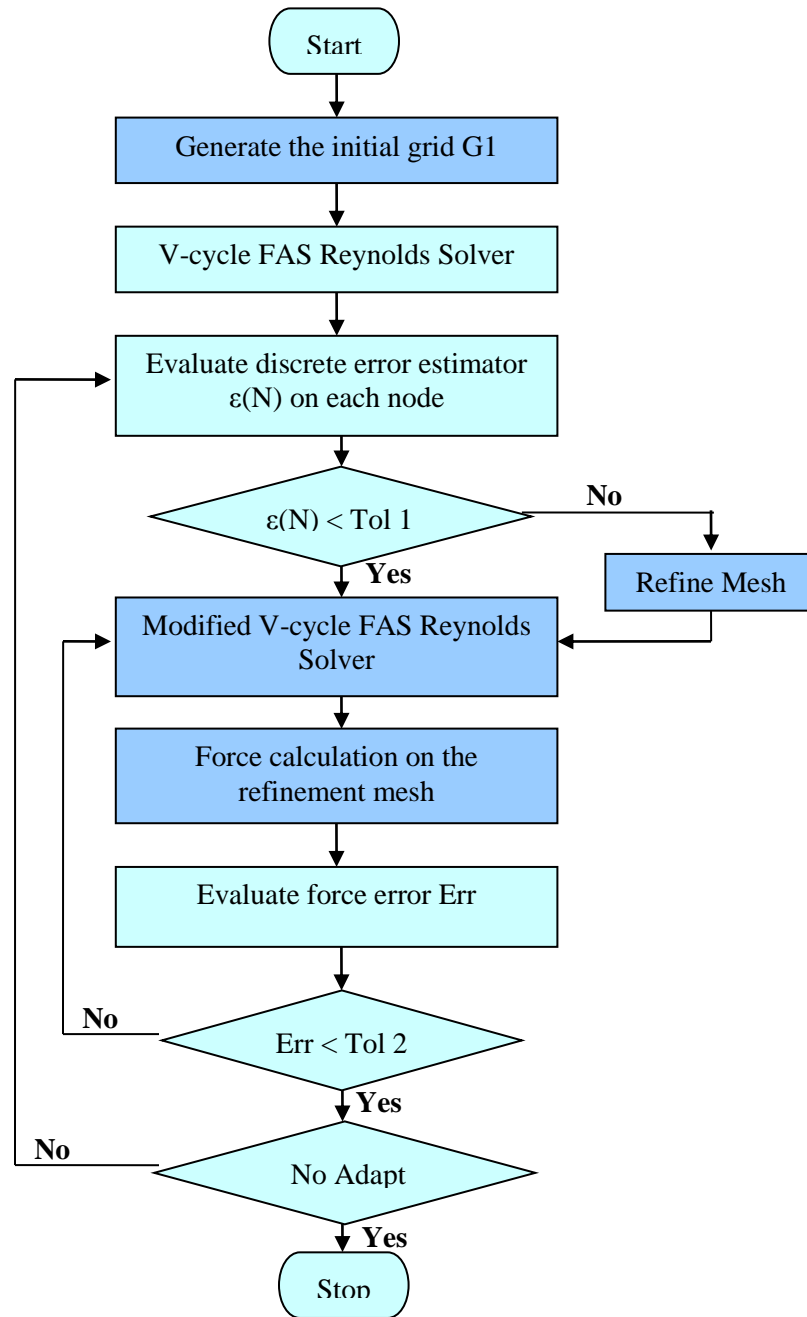 Start
Generate the initial grid G1
V-cycle FAS Reynolds Solver
Evaluate discrete error estimator
ε(N) on each node
ε(N) < Tol 1
No
Yes
Refine Mesh
Modified V-cycle FAS Reynolds
Solver
Force calculation on the
refinement mesh
Evaluate force error Err
No
Err < Tol 2
Yes
No
No Adapt
Yes
Stop